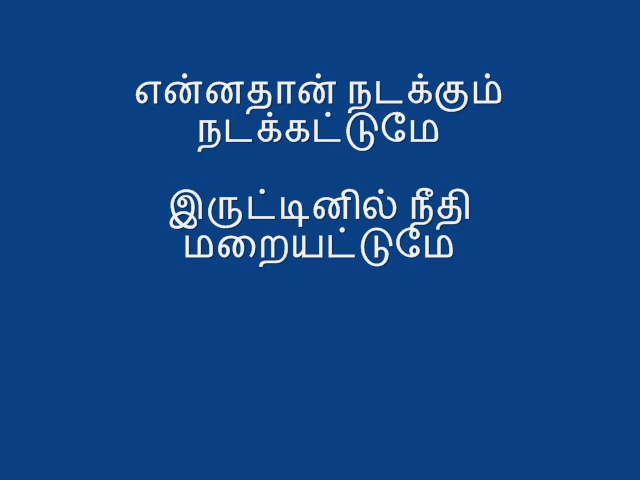 என்னதான் நடக்கும்
நடக்கட்டுமே
இருட்டினில் நீதி
மறையட்டுமே